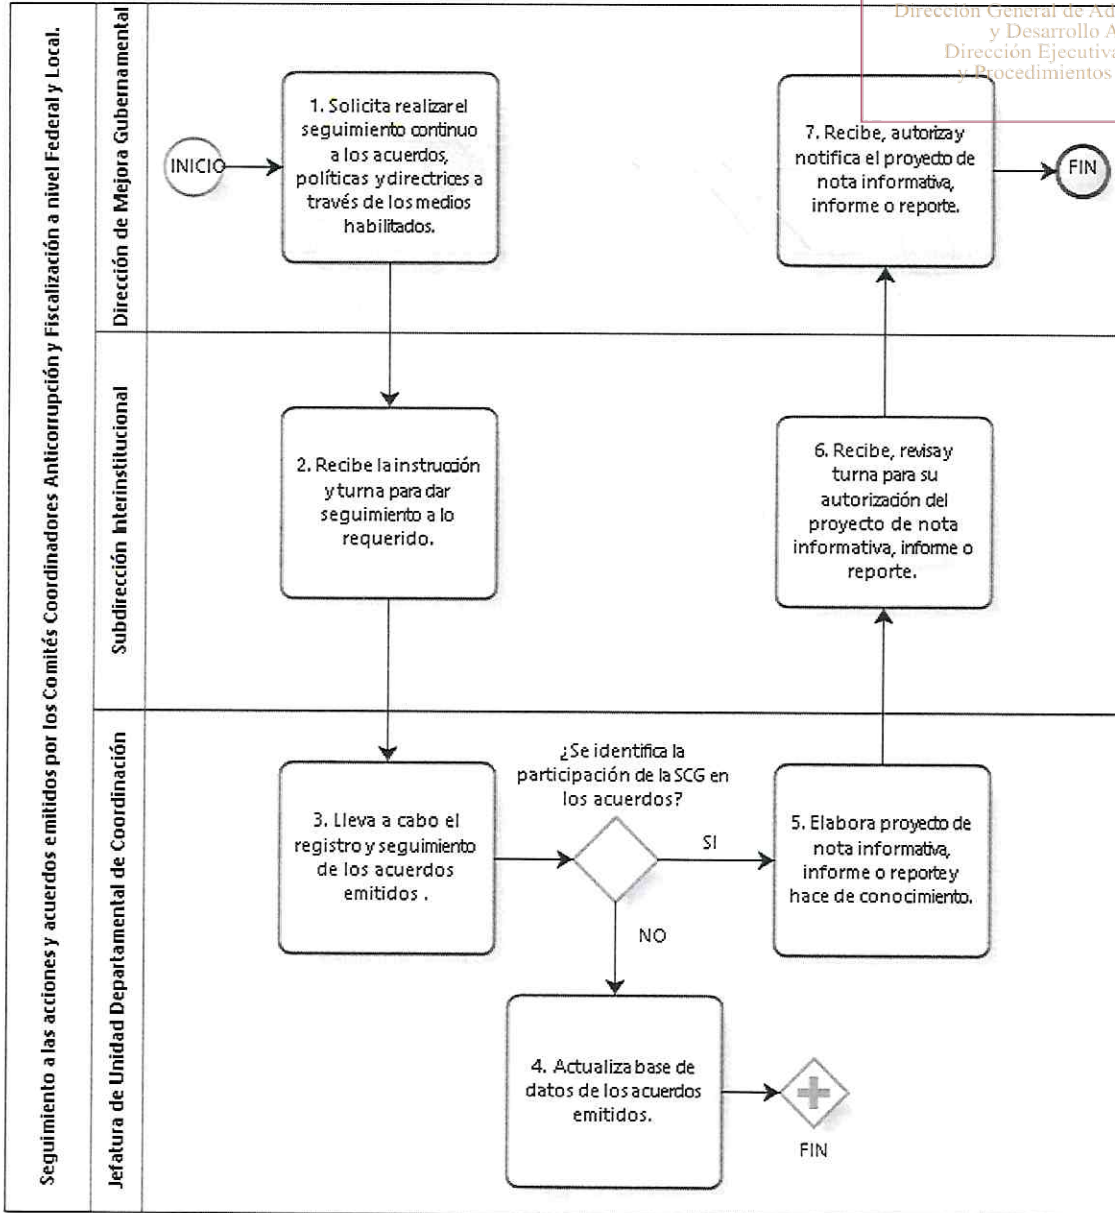 Dirección General de Ad
y Desarrollo A
Dirección Ejecutiva
y Procedimientos
Seguimiento a las acciones y acuerdos emitidos por los Comités Coordinadores Anticorrupción y Fiscalización a nivel Federal y Local.
Dirección de Mejora Gubernamental
INICIO
1. Solicita realizar el
seguimiento continuo
a los acuerdos,
políticas y directrices a
través de los medios
habilitados.
7. Recibe, autoriza y
notifica el proyecto de
nota informativa,
informe o reporte.
FIN
Subdirección Interinstitucional
2. Recibe la instrucción
y turna para dar
seguimiento a lo
requerido.
6. Recibe, revisa y
turna para su
autorización del
proyecto de nota
informativa, informe o
reporte.
Jefatura de Unidad Departamental de Coordinación
3. Lleva a cabo el
registro y seguimiento
de los acuerdos
emitidos .
¿Se identifica la
participación de la SCG en
los acuerdos?
SI
NO
5. Elabora proyecto de
nota informativa,
informe o reporte y
hace de conocimiento.
4. Actualiza base de
datos de los acuerdos
emitidos.
FIN